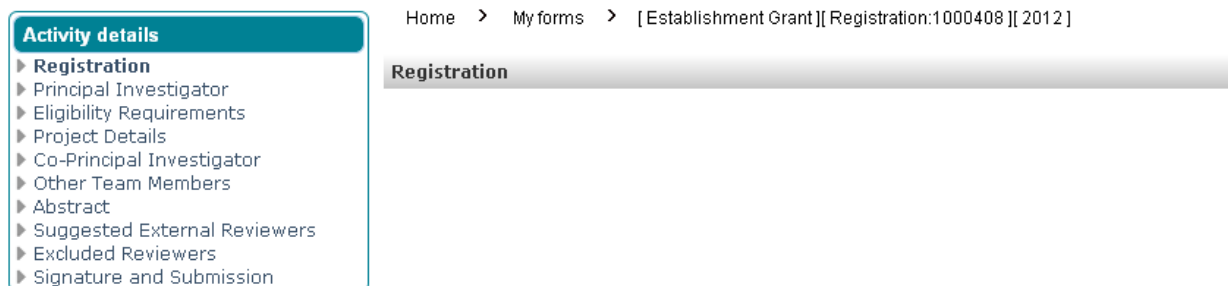 Home > My forms > [ Establishment Grant ][ Registration:1000408 ][ 2012 ]
Activity details
Registration
Principal Investigator
Eligibility Requirements
Project Details
Co-Principal Investigator
Other Team Members
Abstract
Suggested External Reviewers
Excluded Reviewers
Signature and Submission
Registration